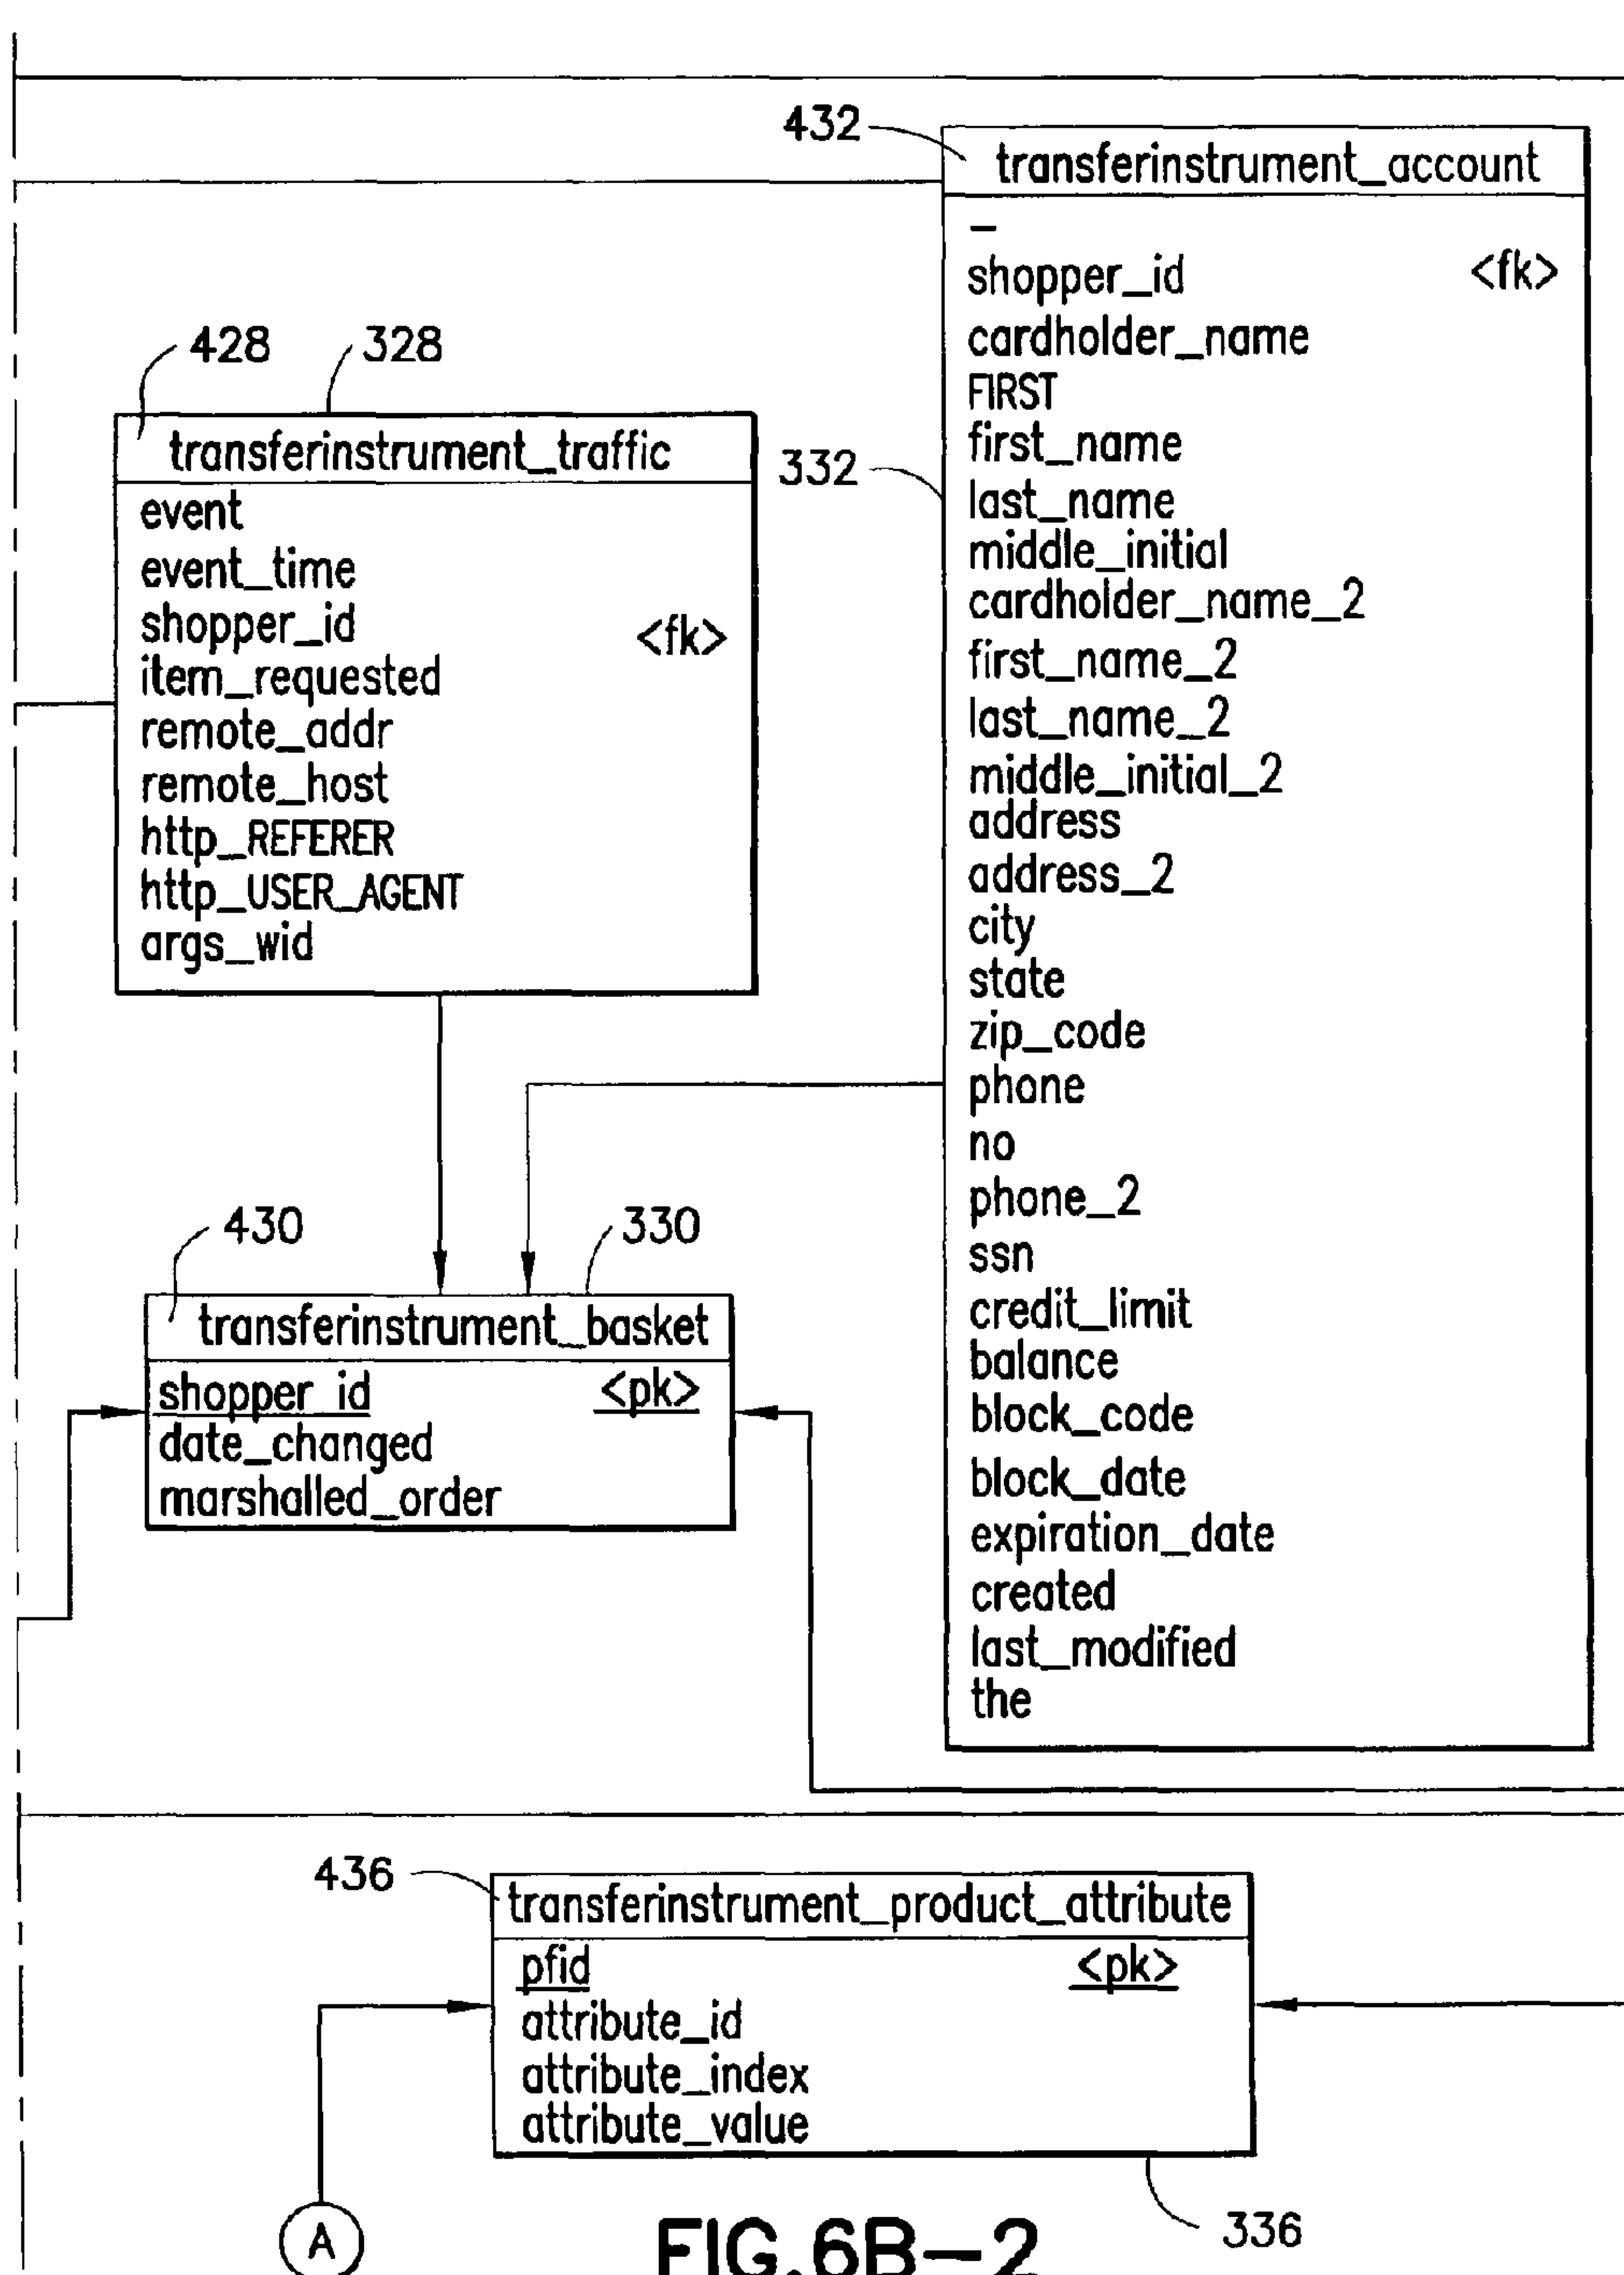 432
transferinstrument_account
_
shopper_id <fk>
cardholder_name
FIRST
first_name
last_name
middle_initial
cardholder_name_2
first_name_2
last_name_2
middle_initial_2
address
address_2
city
state
zip_code
phone
no
phone_2
ssn
credit_limit
balance
block_code
block_date
expiration_date
created
last_modified
the
332
428
328
transferinstrument_traffic
event
event_time
shopper_id <fk>
item_requested
remote_addr
remote_host
http_REFERER
http_USER_AGENT
args_wid
430
330
transferinstrument_basket
shopper_id <pk>
date_changed
marshalled_order
436
transferinstrument_product_attribute
pfid <pk>
attribute_id
attribute_index
attribute_value
336
A
FIG.6B-2